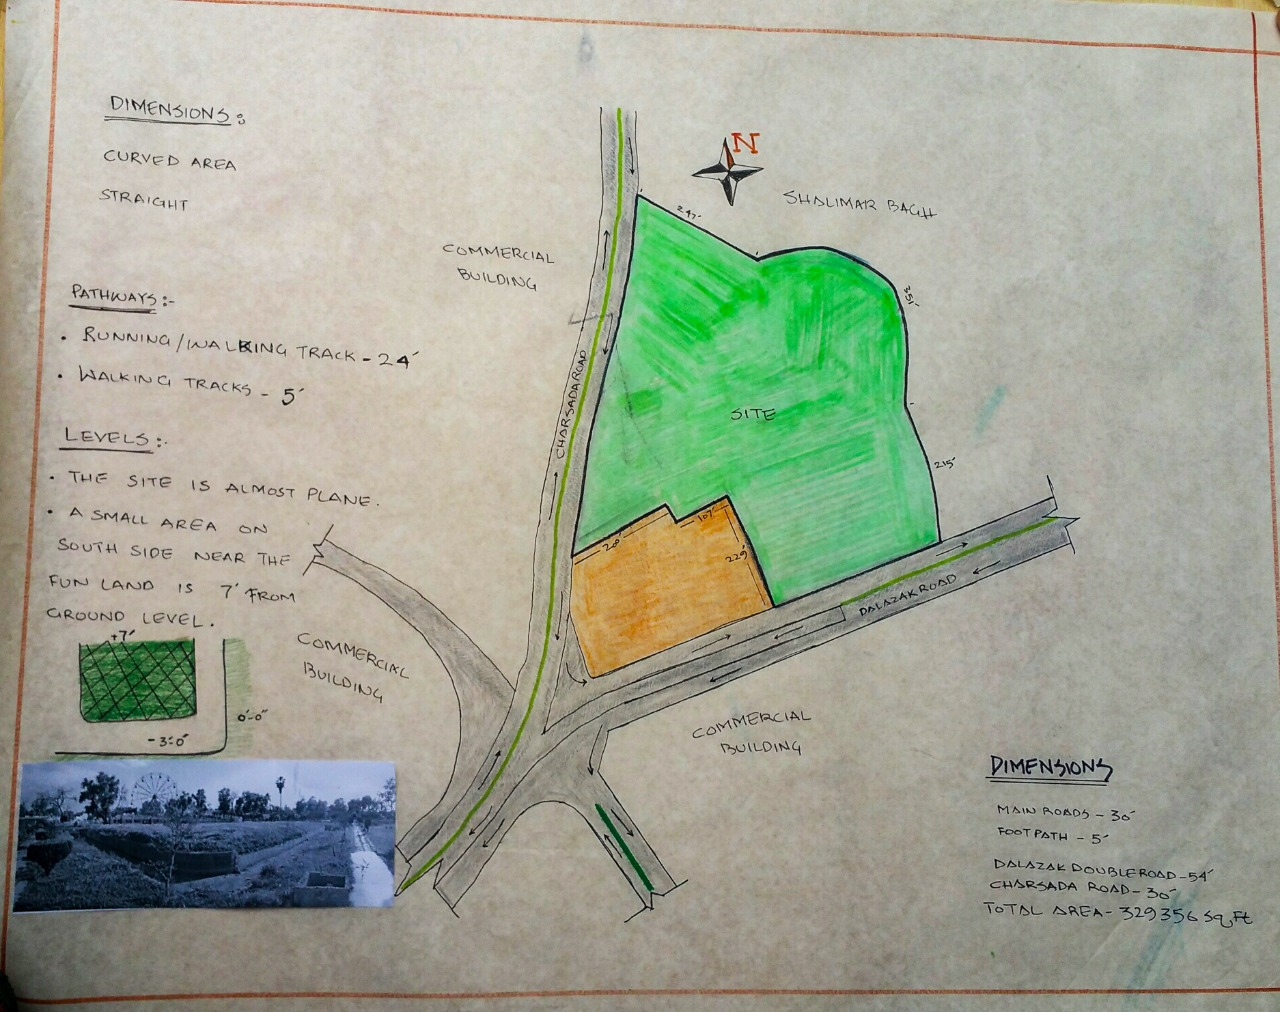 DIMENSIONS:
CURVED AREA
STRAIGHT
PATHWAYS:-
• RUNNING/WALKING TRACK - 24'
• WALKING TRACKS - 5'
LEVELS:-
• THE SITE IS ALMOST PLANE.
• A SMALL AREA ON
SOUTH SIDE NEAR THE
FUN LAND IS 7' FROM
GROUND LEVEL.
+7'
0'-0"
-3'-0"
N
SHALIMAR BAGH
COMMERCIAL
BUILDING
CHARSADA ROAD
247'
SITE
215'
107'
229'
DALAZAK ROAD
COMMERCIAL
BUILDING
COMMERCIAL
BUILDING
DIMENSIONS
MAIN ROADS - 30'
FOOT PATH - 5'
DALAZAK DOUBLE ROAD - 54'
CHARSADA ROAD - 30'
TOTAL AREA - 329356 Sq Ft